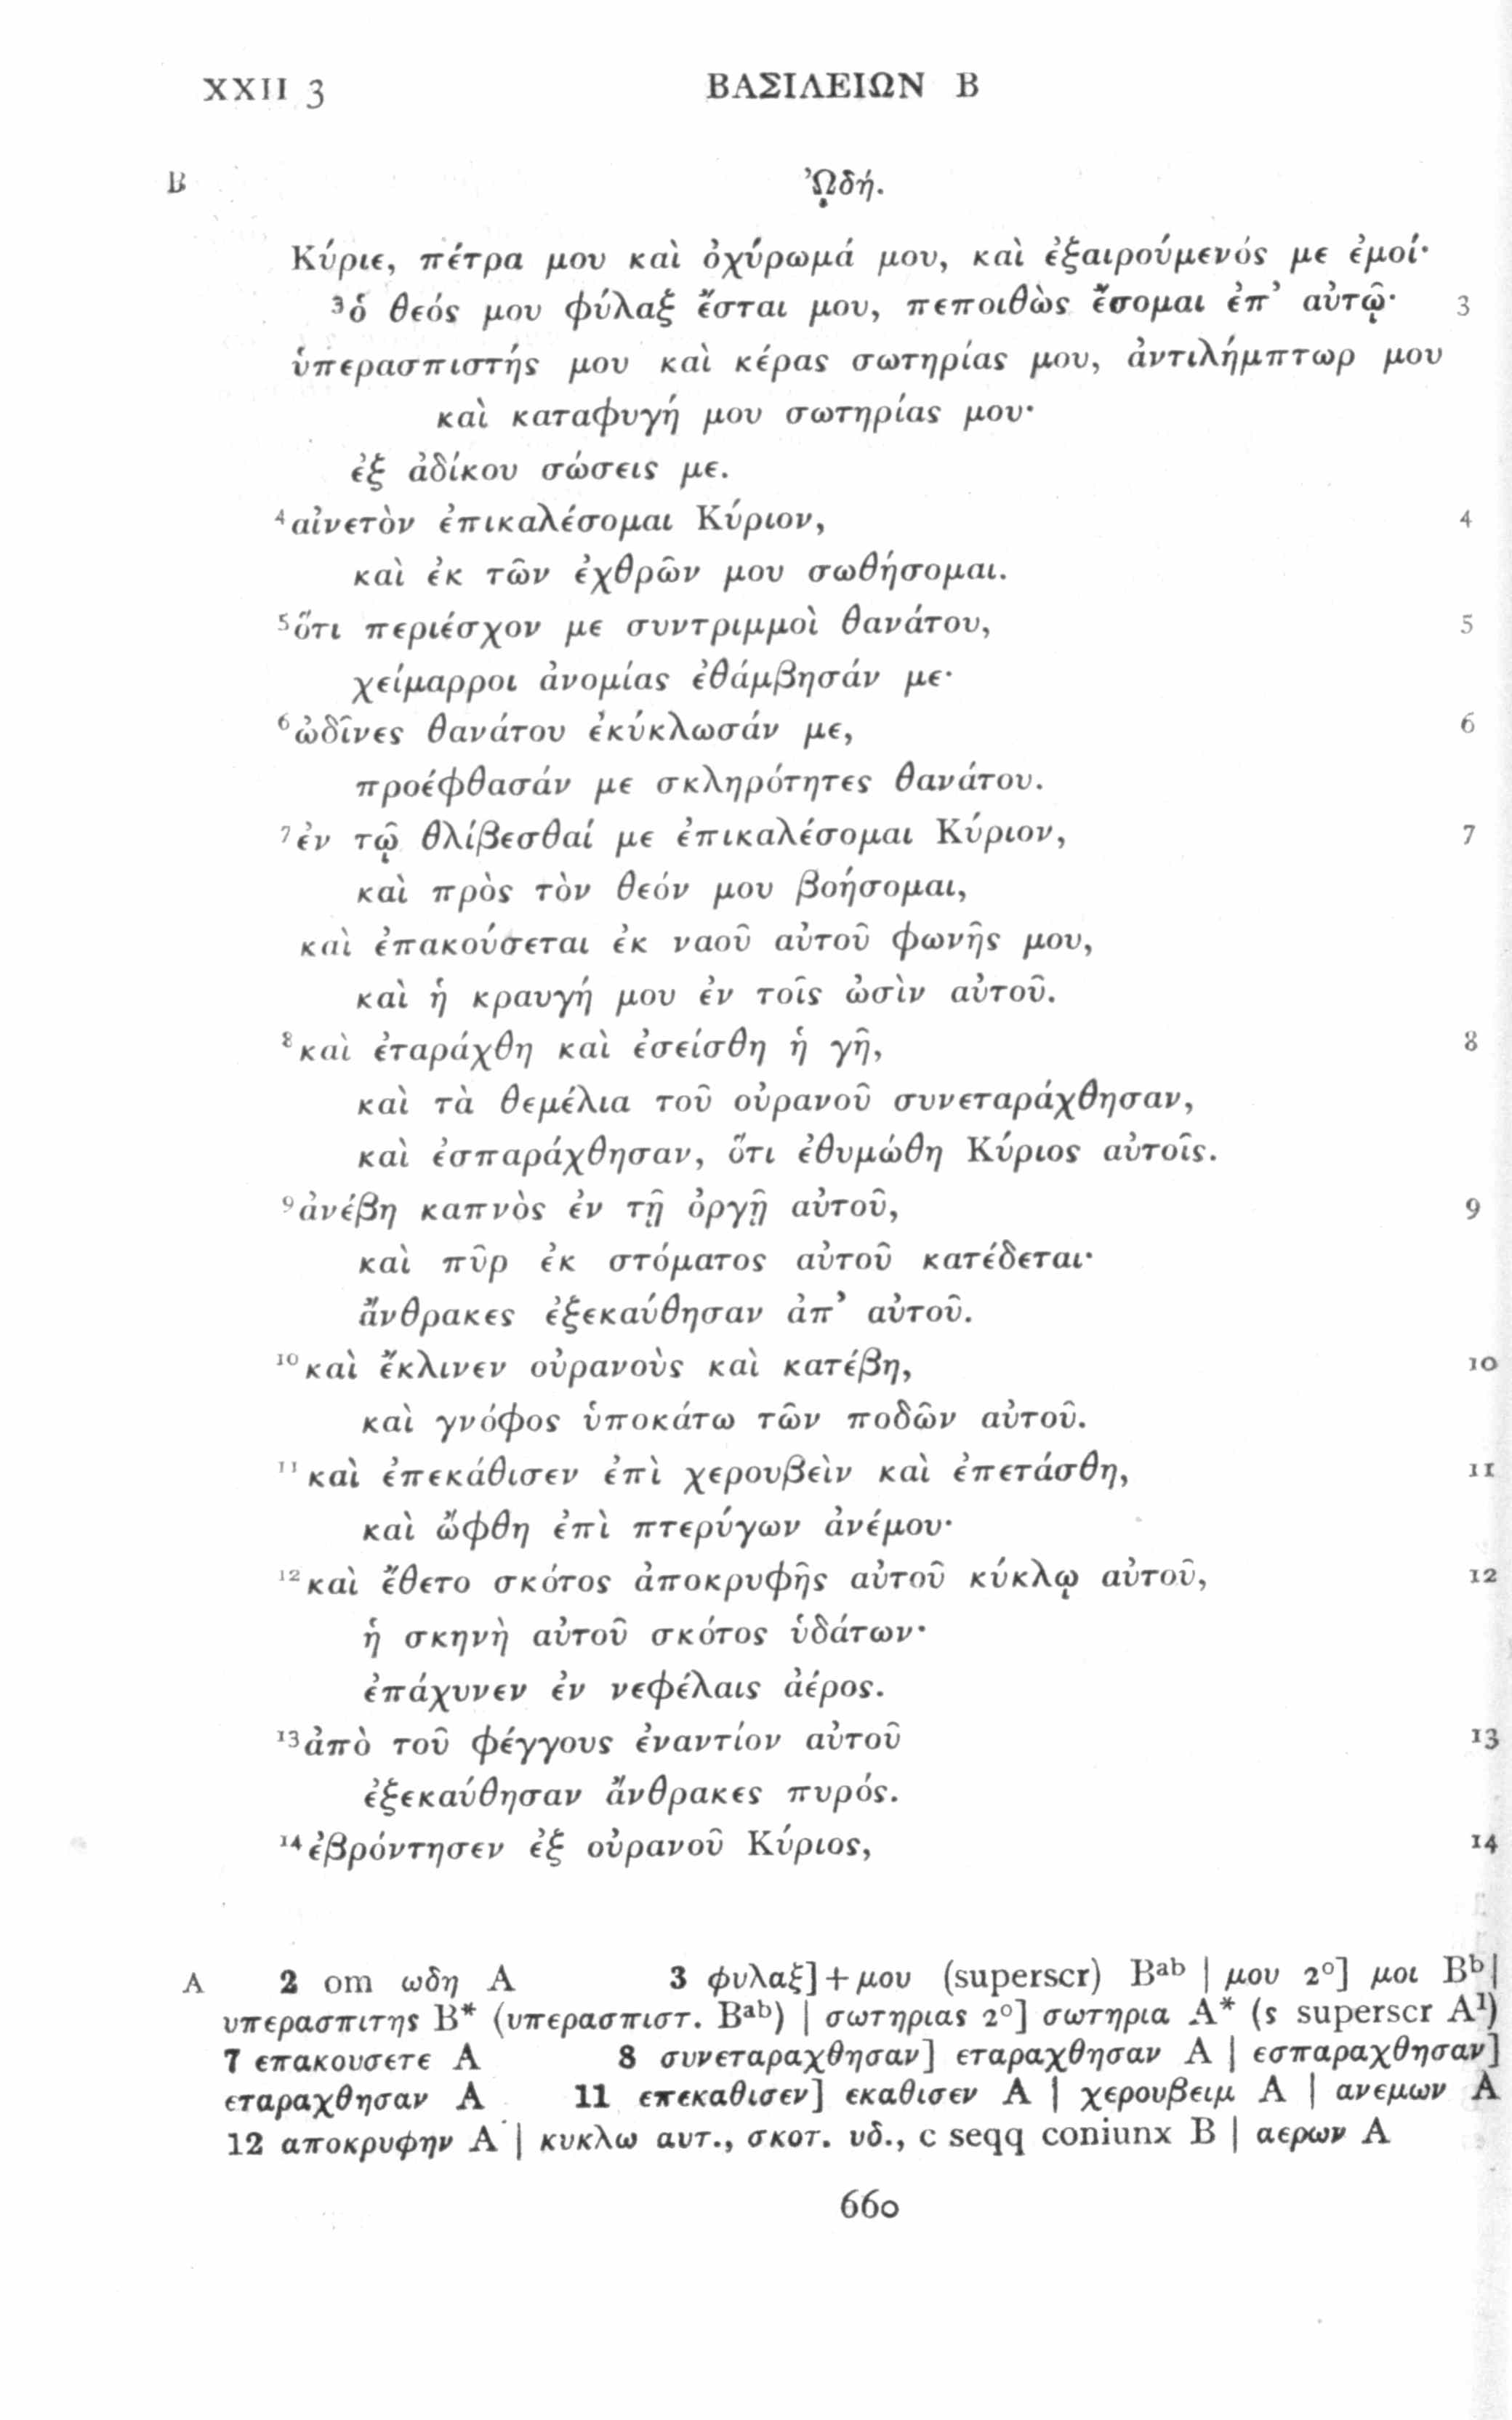 XXII 3 ΒΑΣΙΛΕΙΩΝ Β
B ᾨδή.
Κύριε, πέτρα μου καὶ ὀχύρωμά μου, καὶ ἐξαιρούμενός με ἐμοί·
³ὁ θεός μου φύλαξ ἔσται μου, πεποιθὼς ἔσομαι ἐπ’ αὐτῷ· 3
ὑπερασπιστής μου καὶ κέρας σωτηρίας μου, ἀντιλήμπτωρ μου
καὶ καταφυγή μου σωτηρίας μου·
ἐξ ἀδίκου σώσεις με.
⁴αἰνετὸν ἐπικαλέσομαι Κύριον, 4
καὶ ἐκ τῶν ἐχθρῶν μου σωθήσομαι.
⁵ὅτι περιέσχον με συντριμμοὶ θανάτου, 5
χείμαρροι ἀνομίας ἐθάμβησάν με·
⁶ὠδῖνες θανάτου ἐκύκλωσάν με, 6
προέφθασάν με σκληρότητες θανάτου.
⁷ἐν τῷ θλίβεσθαί με ἐπικαλέσομαι Κύριον, 7
καὶ πρὸς τὸν θεόν μου βοήσομαι,
καὶ ἐπακούσεται ἐκ ναοῦ αὐτοῦ φωνῆς μου,
καὶ ἡ κραυγή μου ἐν τοῖς ὠσὶν αὐτοῦ.
⁸καὶ ἐταράχθη καὶ ἐσείσθη ἡ γῆ, 8
καὶ τὰ θεμέλια τοῦ οὐρανοῦ συνεταράχθησαν,
καὶ ἐσπαράχθησαν, ὅτι ἐθυμώθη Κύριος αὐτοῖς.
⁹ἀνέβη καπνὸς ἐν τῇ ὀργῇ αὐτοῦ, 9
καὶ πῦρ ἐκ στόματος αὐτοῦ κατέδεται·
ἄνθρακες ἐξεκαύθησαν ἀπ’ αὐτοῦ.
¹⁰καὶ ἔκλινεν οὐρανοὺς καὶ κατέβη, 10
καὶ γνόφος ὑποκάτω τῶν ποδῶν αὐτοῦ.
¹¹καὶ ἐπεκάθισεν ἐπὶ χερουβεὶν καὶ ἐπετάσθη, 11
καὶ ὤφθη ἐπὶ πτερύγων ἀνέμου·
¹²καὶ ἔθετο σκότος ἀποκρυφῆς αὐτοῦ κύκλῳ αὐτοῦ, 12
ἡ σκηνὴ αὐτοῦ σκότος ὑδάτων·
ἐπάχυνεν ἐν νεφέλαις ἀέρος.
¹³ἀπὸ τοῦ φέγγους ἐναντίον αὐτοῦ 13
ἐξεκαύθησαν ἄνθρακες πυρός.
¹⁴ἐβρόντησεν ἐξ οὐρανοῦ Κύριος, 14
A 2 om ωδη A 3 φυλαξ]+μου (superscr) Bᵃᵇ | μου 2°] μοι Bᵇ|
υπερασπιτης B* (υπερασπιστ. Bᵃᵇ) | σωτηριας 2°] σωτηρια A* (s superscr A¹)
7 επακουσετε A 8 συνεταραχθησαν] εταραχθησαν A | εσπαραχθησαν]
εταραχθησαν A 11 επεκαθισεν] εκαθισεν A | χερουβειμ A | ανεμων A
12 αποκρυφην A | κυκλω αυτ., σκοτ. υδ., c seqq coniunx B | αερων A
660